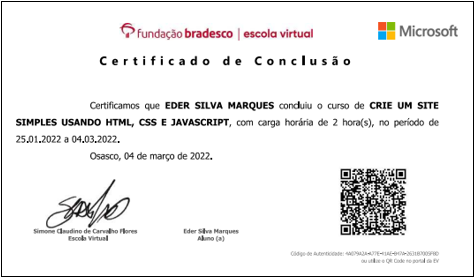 fundação bradesco | escola virtual
Microsoft
Certificado de Conclusão
Certificamos que EDER SILVA MARQUES concluiu o curso de CRIE UM SITE
SIMPLES USANDO HTML, CSS E JAVASCRIPT, com carga horária de 2 hora(s), no período de
25.01.2022 a 04.03.2022.
Osasco, 04 de março de 2022.
Simone Claudino de Carvalho Flores
Escola Virtual
Eder Silva Marques
Aluno (a)
Código de Autenticidade:
ou utilize o QR Code no portal da EV